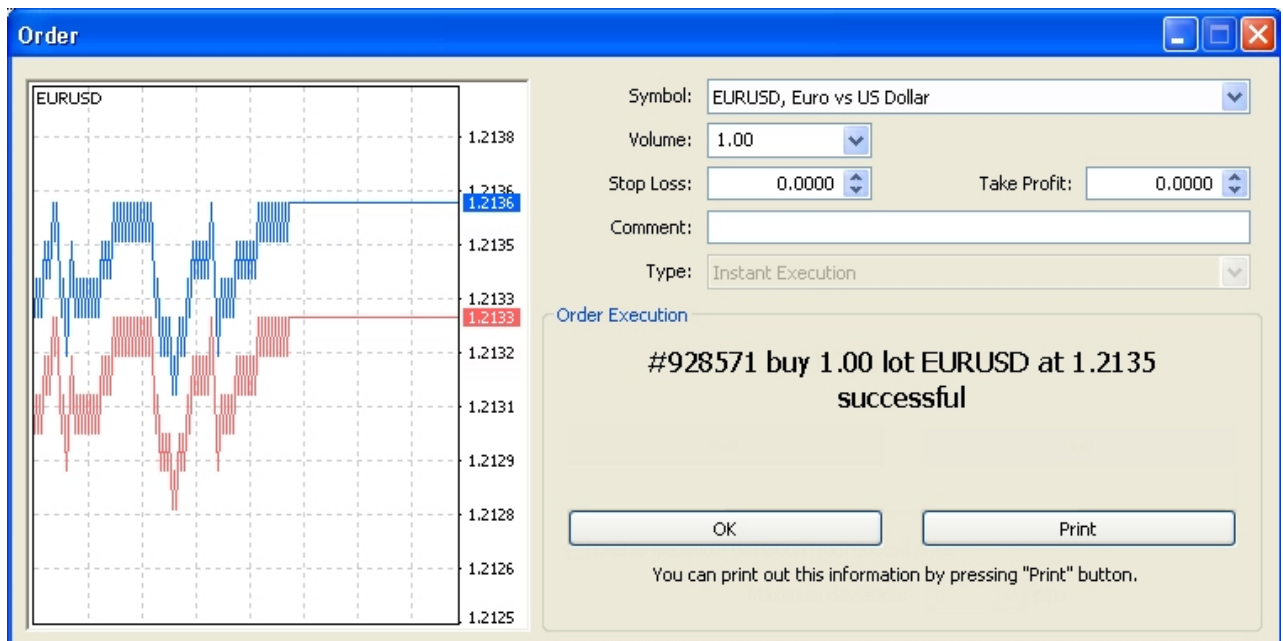 Order
EURUSD
1.2138
1.2136
1.2136
1.2135
1.2133
1.2133
1.2132
1.2131
1.2129
1.2128
1.2126
1.2125
Symbol: EURUSD, Euro vs US Dollar
Volume: 1.00
Stop Loss: 0.0000 Take Profit: 0.0000
Comment:
Type: Instant Execution
Order Execution
#928571 buy 1.00 lot EURUSD at 1.2135
successful
OK Print
You can print out this information by pressing "Print" button.